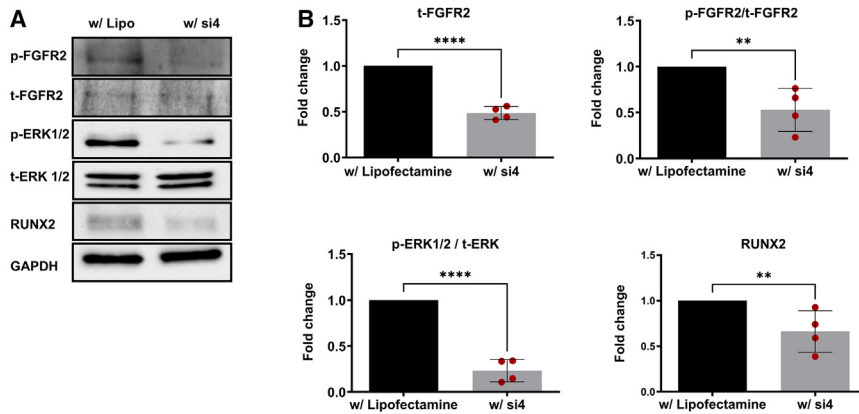 A
w/ Lipo w/ si4
p-FGFR2
t-FGFR2
p-ERK1/2
t-ERK 1/2
RUNX2
GAPDH
B
t-FGFR2
Fold change
1.5
1.0
0.5
0.0
****
w/ Lipofectamine w/ si4
p-FGFR2/t-FGFR2
Fold change
1.5
1.0
0.5
0.0
**
w/ Lipofectamine w/ si4
p-ERK1/2 / t-ERK
Fold change
1.5
1.0
0.5
0.0
****
w/ Lipofectamine w/ si4
RUNX2
Fold change
1.5
1.0
0.5
0.0
**
w/ Lipofectamine w/ si4